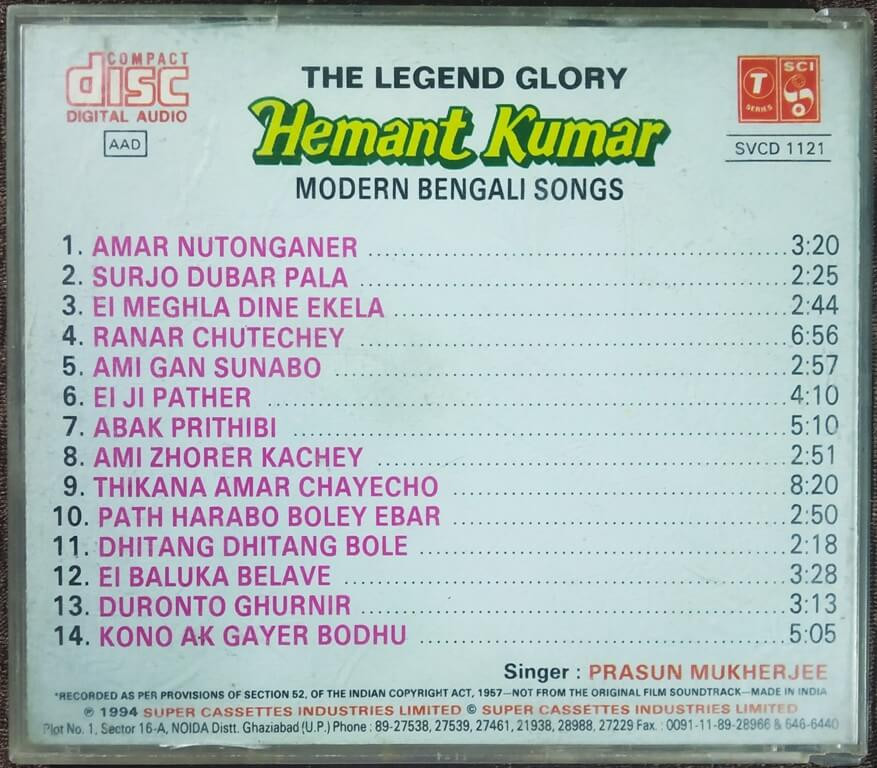 COMPACT
disc
DIGITAL AUDIO
AAD
THE LEGEND GLORY
Hemant Kumar
MODERN BENGALI SONGS
T
SERIES
SCI
SVCD 1121
1. AMAR NUTONGANER ........ 3:20
2. SURJO DUBAR PALA ........ 2:25
3. EI MEGHLA DINE EKELA ........ 2:44
4. RANAR CHUTECHEY ........ 6:56
5. AMI GAN SUNABO ........ 2:57
6. EI JI PATHER ........ 4:10
7. ABAK PRITHIBI ........ 5:10
8. AMI ZHORER KACHEY ........ 2:51
9. THIKANA AMAR CHAYECHO ........ 8:20
10. PATH HARABO BOLEY EBAR ........ 2:50
11. DHITANG DHITANG BOLE ........ 2:18
12. EI BALUKA BELAVE ........ 3:28
13. DURONTO GHURNIR ........ 3:13
14. KONO AK GAYER BODHU ........ 5:05
Singer : PRASUN MUKHERJEE
*RECORDED AS PER PROVISIONS OF SECTION 52, OF THE INDIAN COPYRIGHT ACT, 1957—NOT FROM THE ORIGINAL FILM SOUNDTRACK—MADE IN INDIA
℗ 1994 SUPER CASSETTES INDUSTRIES LIMITED © SUPER CASSETTES INDUSTRIES LIMITED
Plot No. 1, Sector 16-A, NOIDA Distt. Ghaziabad (U.P.) Phone : 89-27538, 27539, 27461, 21938, 28988, 27229 Fax. : 0091-11-89-28966 & 646-6440